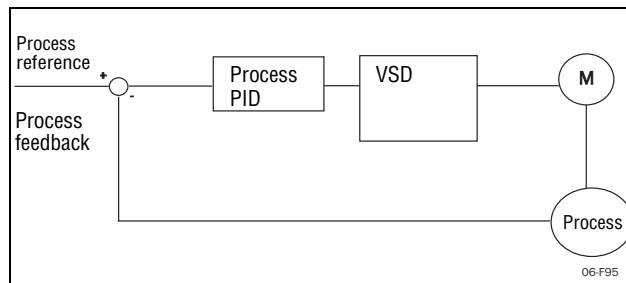 Process
reference
+
-
Process
feedback
Process
PID
VSD
M
Process
06-F95